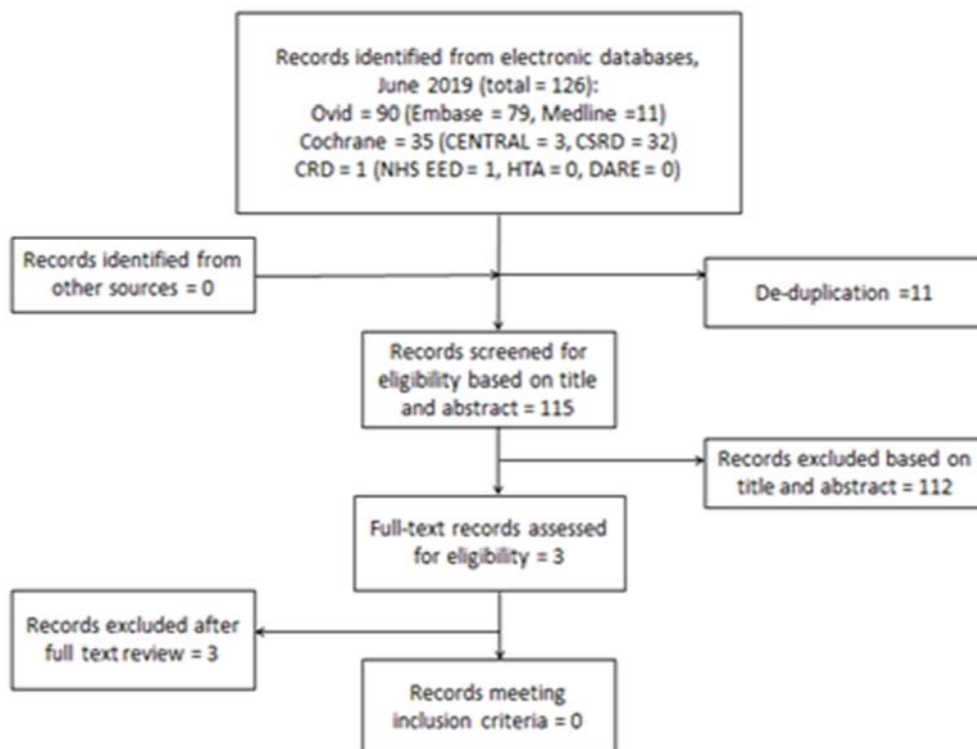 Records identified from electronic databases,
June 2019 (total = 126):
Ovid = 90 (Embase = 79, Medline =11)
Cochrane = 35 (CENTRAL = 3, CSRD = 32)
CRD = 1 (NHS EED = 1, HTA = 0, DARE = 0)
Records identified from
other sources = 0
De-duplication =11
Records screened for
eligibility based on title
and abstract = 115
Records excluded based on
title and abstract = 112
Full-text records assessed
for eligibility = 3
Records excluded after
full text review = 3
Records meeting
inclusion criteria = 0